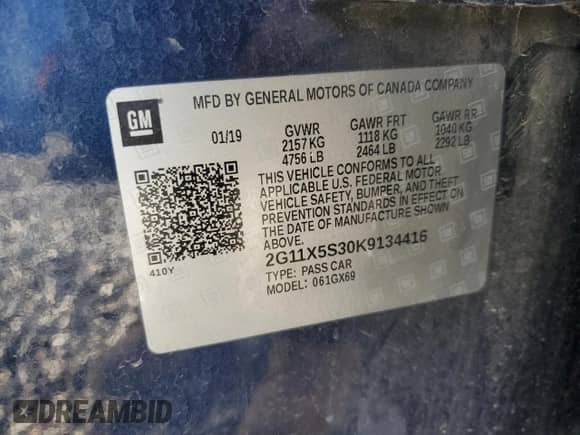 GM
MFD BY GENERAL MOTORS OF CANADA COMPANY
01/19 GVWR GAWR FRT GAWR RR
2157 KG 1118 KG 1040 KG
4756 LB 2464 LB 2292 LB
THIS VEHICLE CONFORMS TO ALL
APPLICABLE U.S. FEDERAL MOTOR
VEHICLE SAFETY, BUMPER, AND THEFT
PREVENTION STANDARDS IN EFFECT ON
THE DATE OF MANUFACTURE SHOWN
ABOVE.
2G11X5S30K9134416
410Y
TYPE: PASS CAR
MODEL: 061GX69
DREAMBID